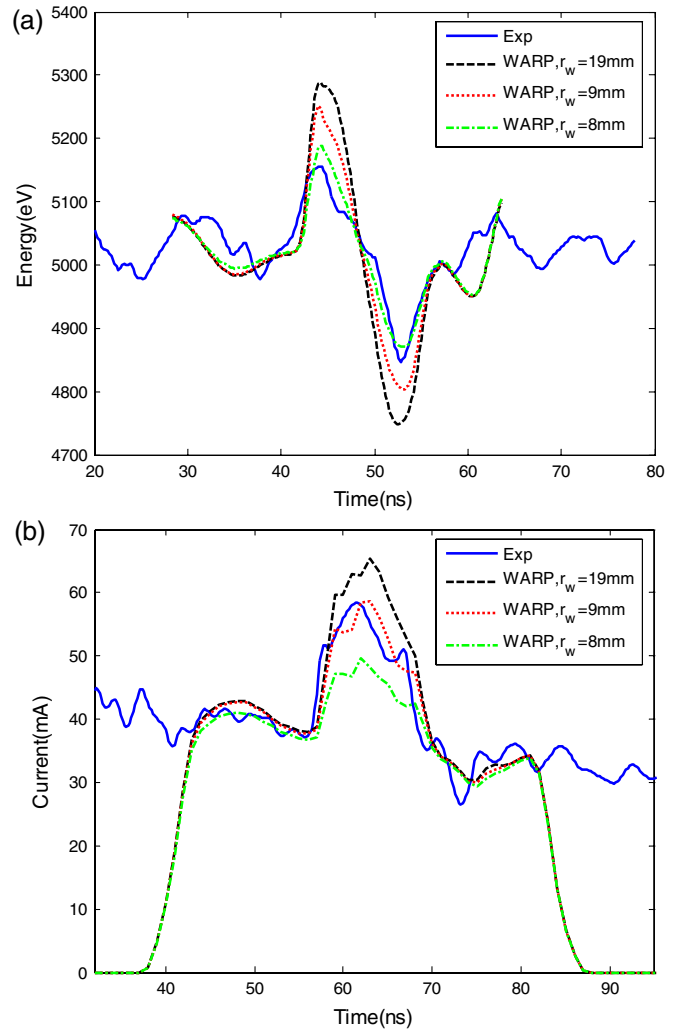 (a)
5400
5300
5200
5100
5000
4900
4800
4700
Energy(eV)
Exp
WARP,r_w=19mm
WARP,r_w=9mm
WARP,r_w=8mm
20 30 40 50 60 70 80
Time(ns)
(b)
70
60
50
40
30
20
10
0
Current(mA)
Exp
WARP,r_w=19mm
WARP,r_w=9mm
WARP,r_w=8mm
40 50 60 70 80 90
Time(ns)